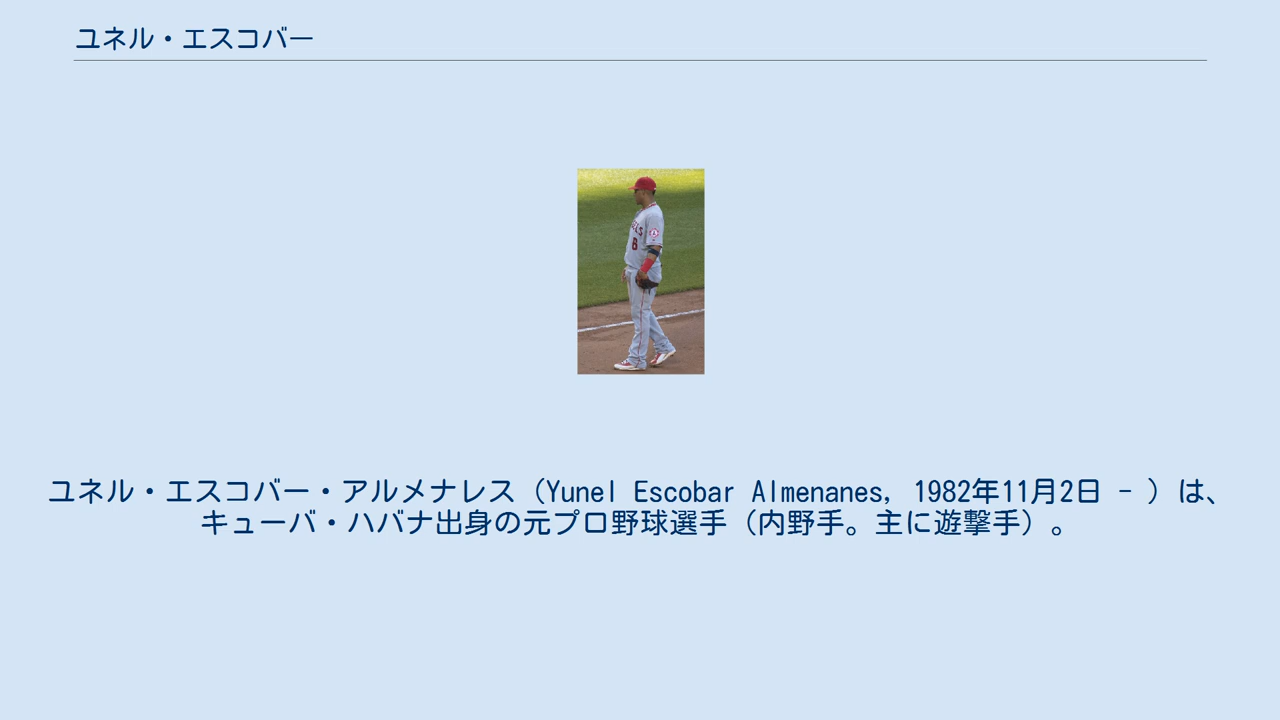 ユネル・エスコバー
ユネル・エスコバー・アルメナレス（Yunel Escobar Almenanes, 1982年11月2日 - ）は、
キューバ・ハバナ出身の元プロ野球選手（内野手。主に遊撃手）。
6